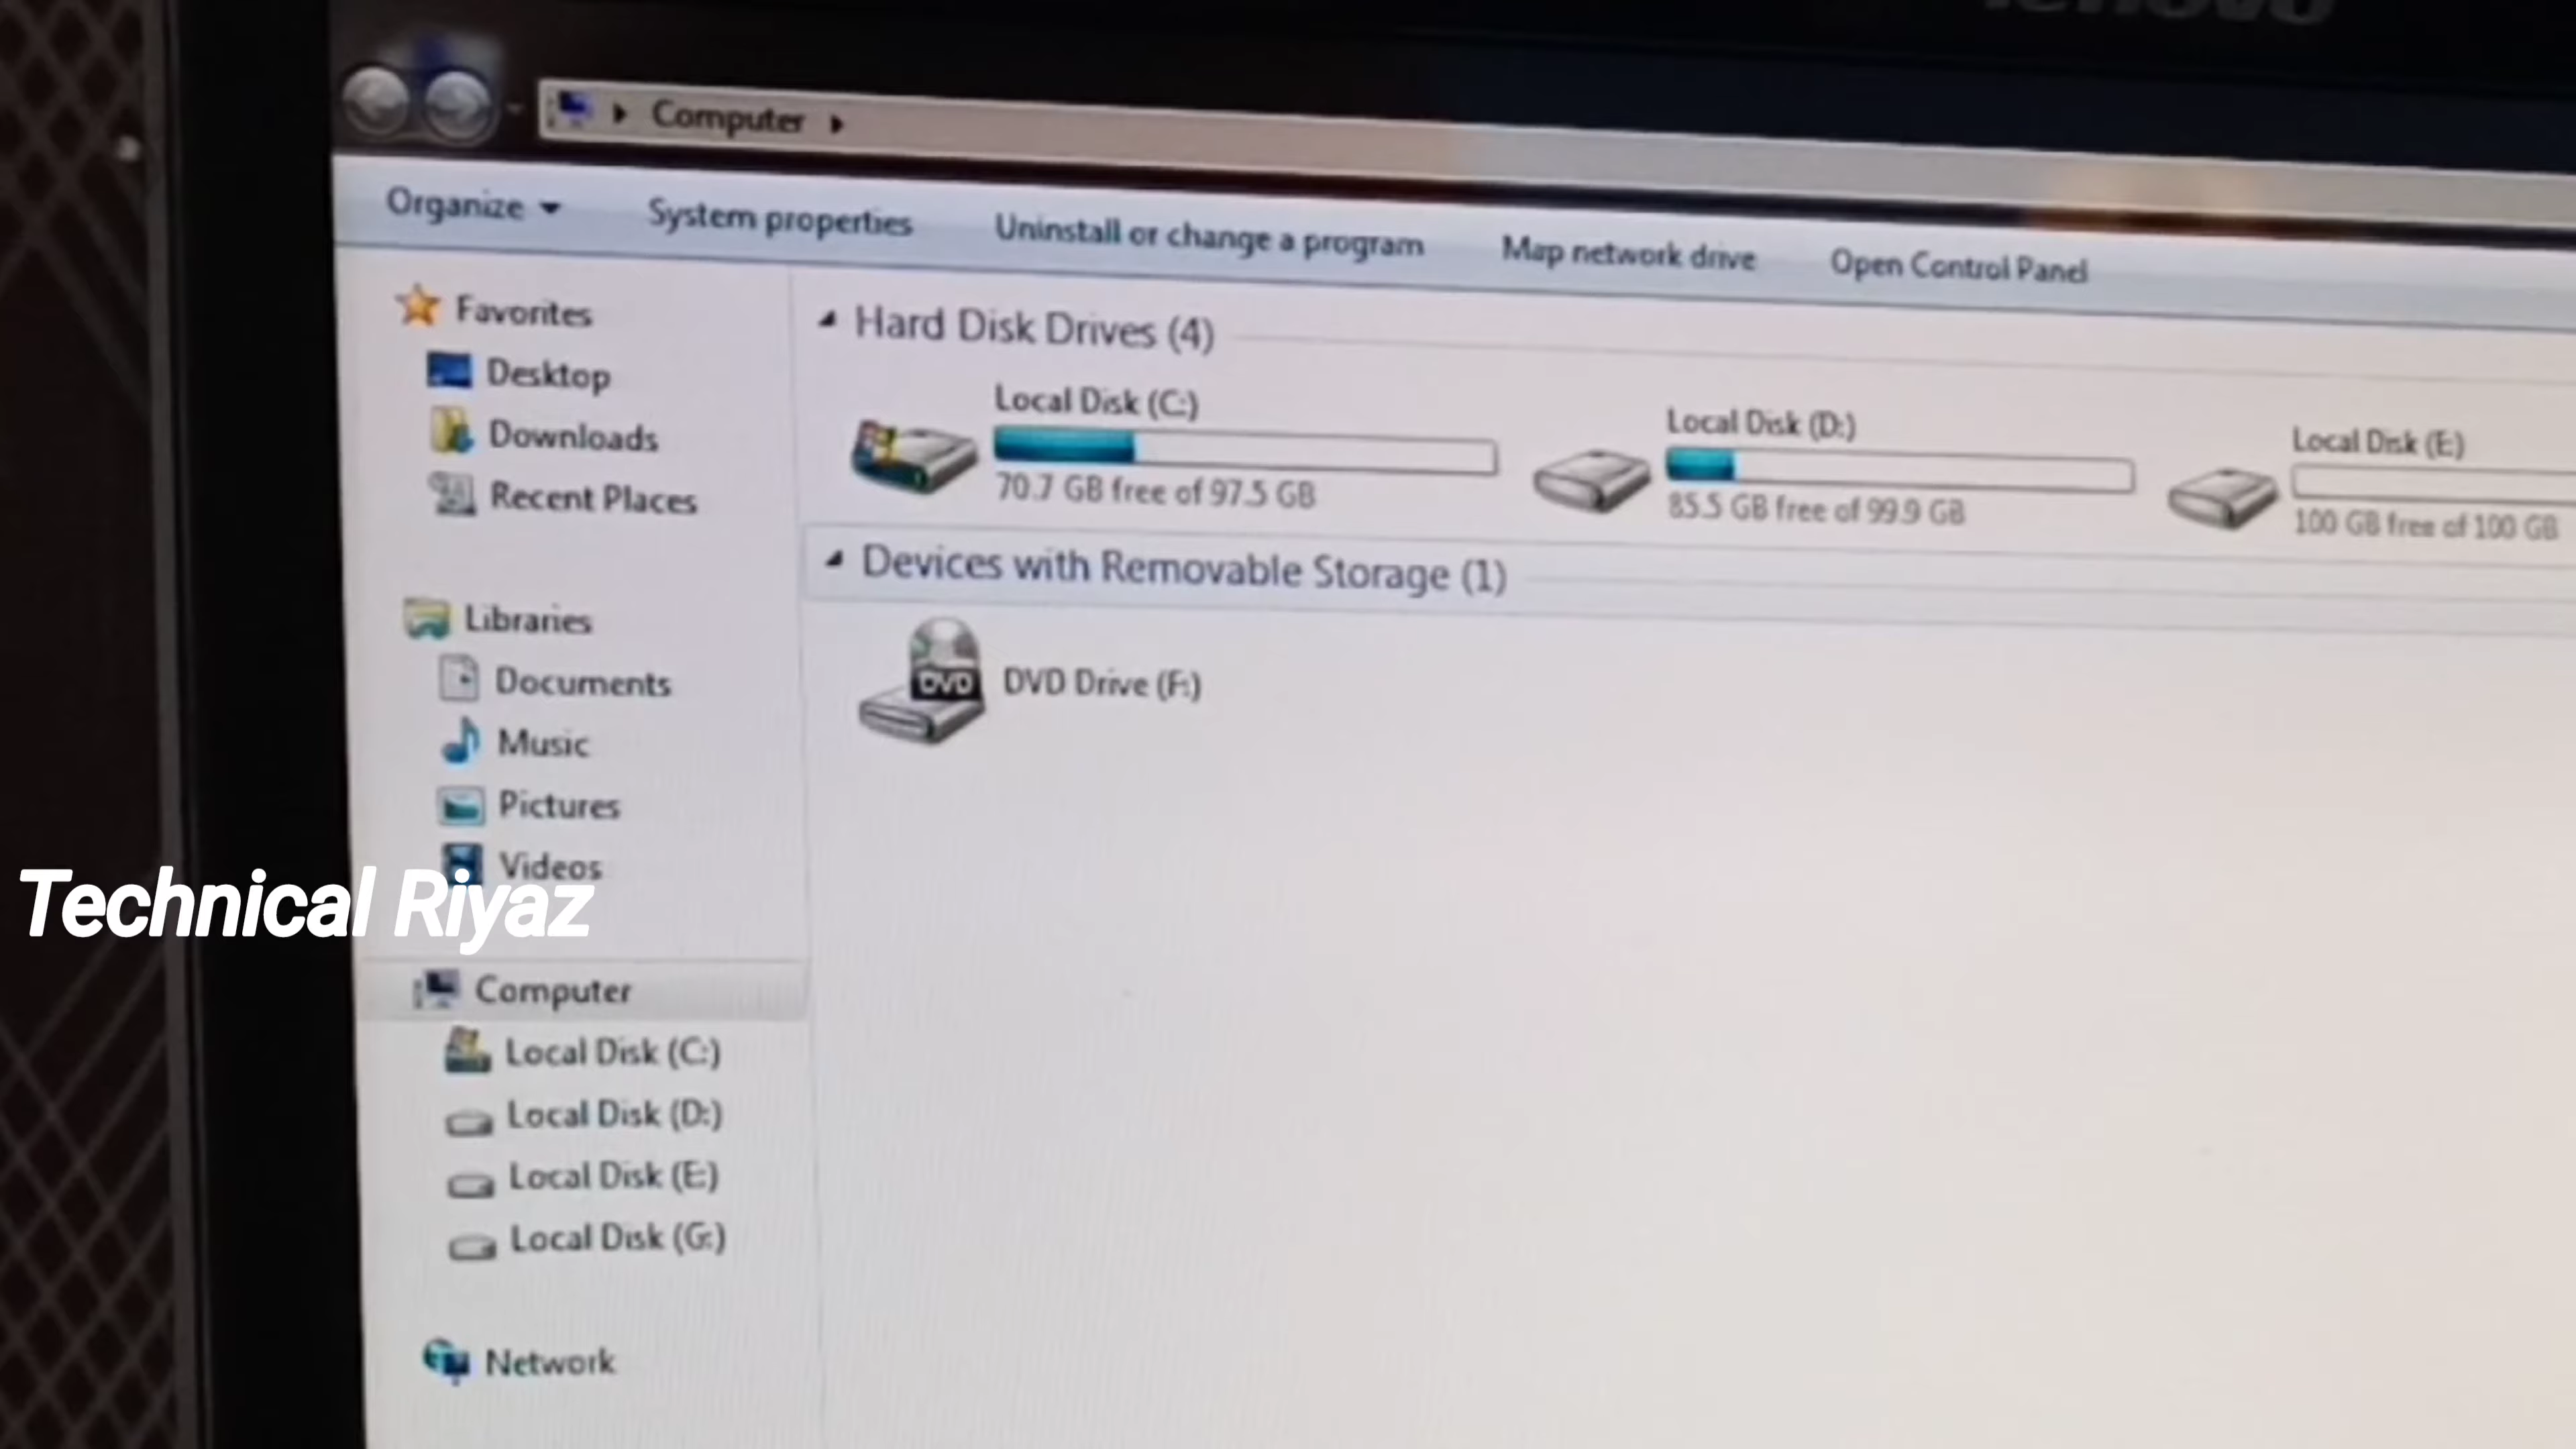 lenovo
Computer
Organize
System properties
Uninstall or change a program
Map network drive
Open Control Panel
Favorites
Desktop
Downloads
Recent Places
Libraries
Documents
Music
Pictures
Videos
Computer
Local Disk (C:)
Local Disk (D:)
Local Disk (E:)
Local Disk (G:)
Network
Hard Disk Drives (4)
Local Disk (C:)
70.7 GB free of 97.5 GB
Local Disk (D:)
85.5 GB free of 99.9 GB
Local Disk (E:)
100 GB free of 100 GB
Devices with Removable Storage (1)
DVD
DVD Drive (F:)
Technical Riyaz